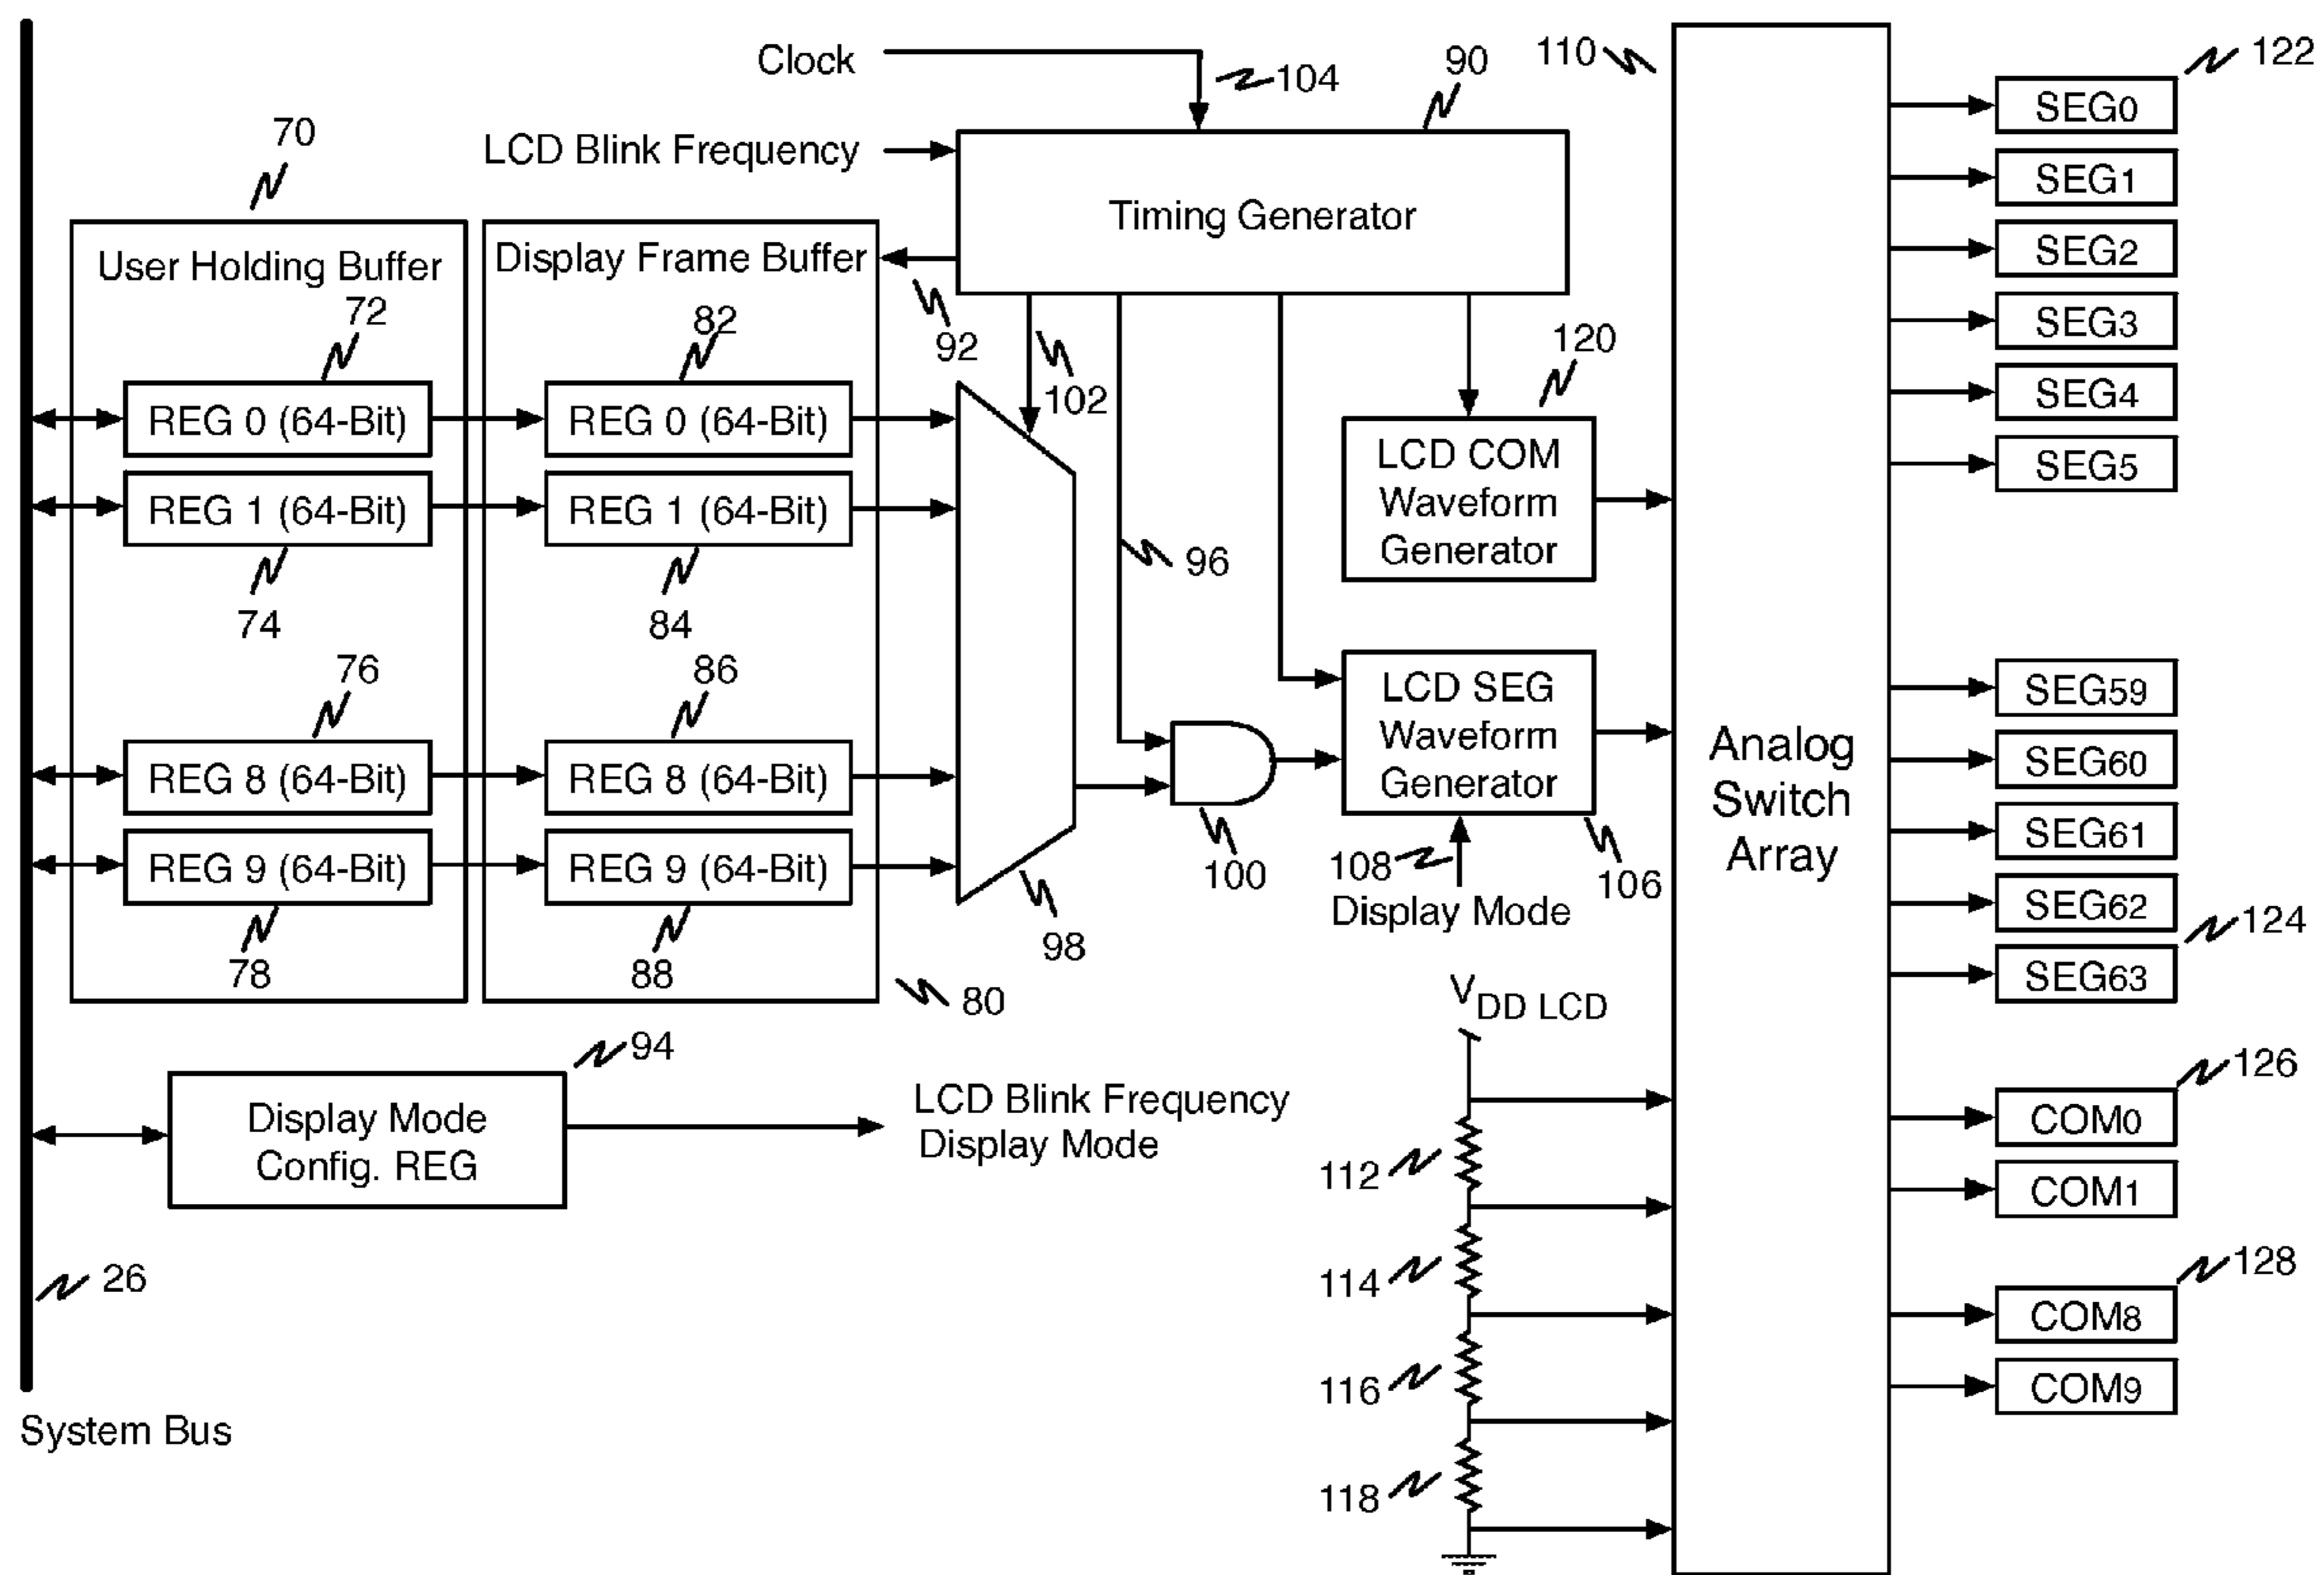 Clock
104
90
110
122
LCD Blink Frequency
Timing Generator
70
User Holding Buffer
Display Frame Buffer
92
102
72
82
REG 0 (64-Bit)
REG 0 (64-Bit)
REG 1 (64-Bit)
REG 1 (64-Bit)
74
84
76
86
REG 8 (64-Bit)
REG 8 (64-Bit)
REG 9 (64-Bit)
REG 9 (64-Bit)
78
88
80
98
96
100
120
LCD COM
Waveform
Generator
LCD SEG
Waveform
Generator
106
108
Display Mode
94
Display Mode
Config. REG
LCD Blink Frequency
Display Mode
26
System Bus
VDD LCD
112
114
116
118
Analog
Switch
Array
SEG0
SEG1
SEG2
SEG3
SEG4
SEG5
SEG59
SEG60
SEG61
SEG62
124
SEG63
126
COM0
COM1
128
COM8
COM9